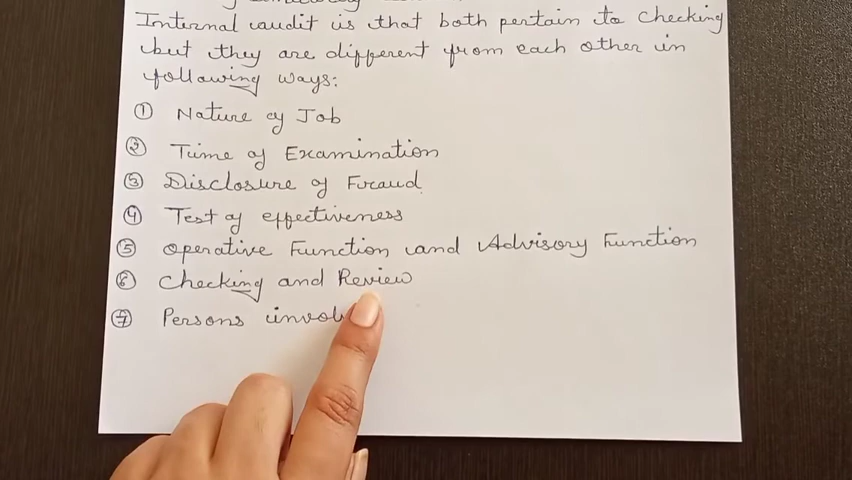 Internal audit is that both pertain to checking
but they are different from each other in
following ways:
① Nature of Job
② Time of Examination
③ Disclosure of Fraud
④ Test of effectiveness
⑤ Operative Function and Advisory Function
⑥ Checking and Review
⑦ Persons